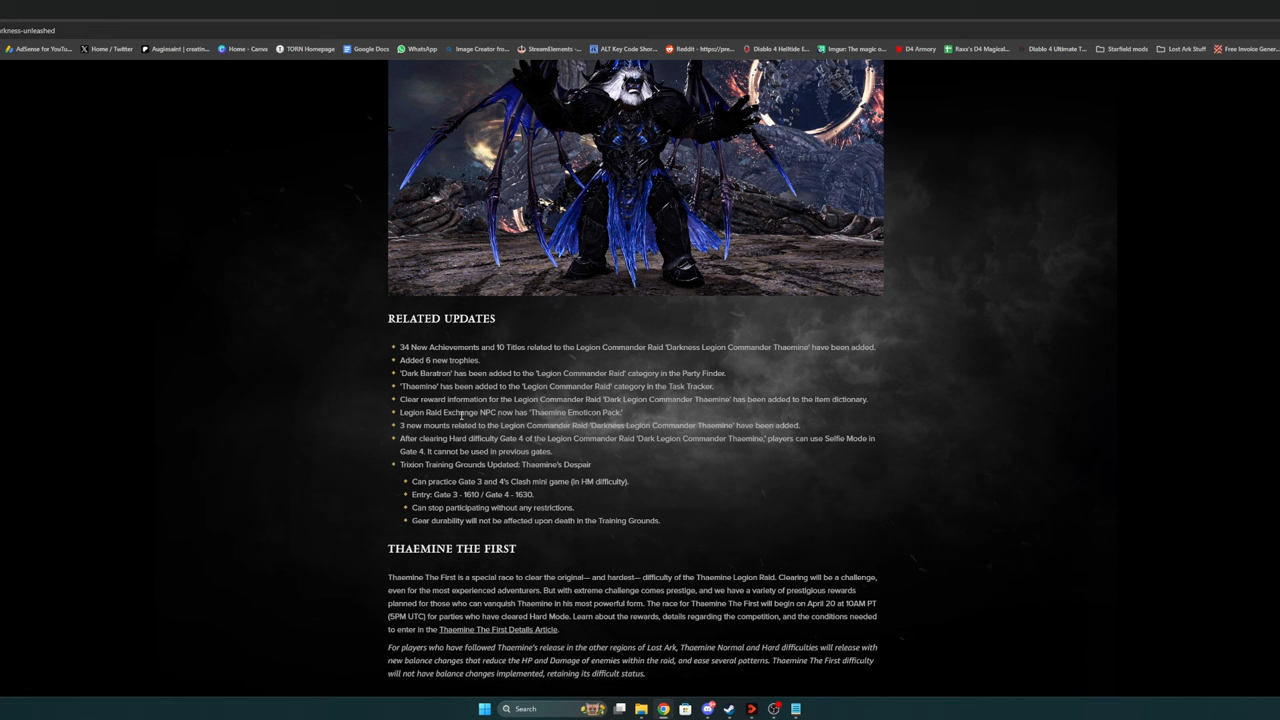 rkness-unleashed
AdSense for YouTu...
Home / Twitter
Augiesaint | creatin...
Home - Canva
TORN Homepage
Google Docs
WhatsApp
Image Creator fro...
StreamElements -...
ALT Key Code Shor...
Reddit - https://pre...
Diablo 4 Helltide E...
Imgur: The magic o...
D4 Armory
Raxx's D4 Magical...
Diablo 4 Ultimate T...
Starfield mods
Lost Ark Stuff
Free Invoice Gener...
RELATED UPDATES
34 New Achievements and 10 Titles related to the Legion Commander Raid 'Darkness Legion Commander Thaemine' have been added.
Added 6 new trophies.
'Dark Baratron' has been added to the 'Legion Commander Raid' category in the Party Finder.
'Thaemine' has been added to the 'Legion Commander Raid' category in the Task Tracker.
Clear reward information for the Legion Commander Raid 'Dark Legion Commander Thaemine' has been added to the item dictionary.
Legion Raid Exchange NPC now has 'Thaemine Emoticon Pack.'
3 new mounts related to the Legion Commander Raid 'Darkness Legion Commander Thaemine' have been added.
After clearing Hard difficulty Gate 4 of the Legion Commander Raid 'Dark Legion Commander Thaemine,' players can use Selfie Mode in
Gate 4. It cannot be used in previous gates.
Trixion Training Grounds Updated: Thaemine's Despair
Can practice Gate 3 and 4's Clash mini game (in HM difficulty).
Entry: Gate 3 - 1610 / Gate 4 - 1630.
Can stop participating without any restrictions.
Gear durability will not be affected upon death in the Training Grounds.
THAEMINE THE FIRST
Thaemine The First is a special race to clear the original— and hardest— difficulty of the Thaemine Legion Raid. Clearing will be a challenge,
even for the most experienced adventurers. But with extreme challenge comes prestige, and we have a variety of prestigious rewards
planned for those who can vanquish Thaemine in his most powerful form. The race for Thaemine The First will begin on April 20 at 10AM PT
(5PM UTC) for parties who have cleared Hard Mode. Learn about the rewards, details regarding the competition, and the conditions needed
to enter in the Thaemine The First Details Article.
For players who have followed Thaemine's release in the other regions of Lost Ark, Thaemine Normal and Hard difficulties will release with
new balance changes that reduce the HP and Damage of enemies within the raid, and ease several patterns. Thaemine The First difficulty
will not have balance changes implemented, retaining its difficult status.
Search